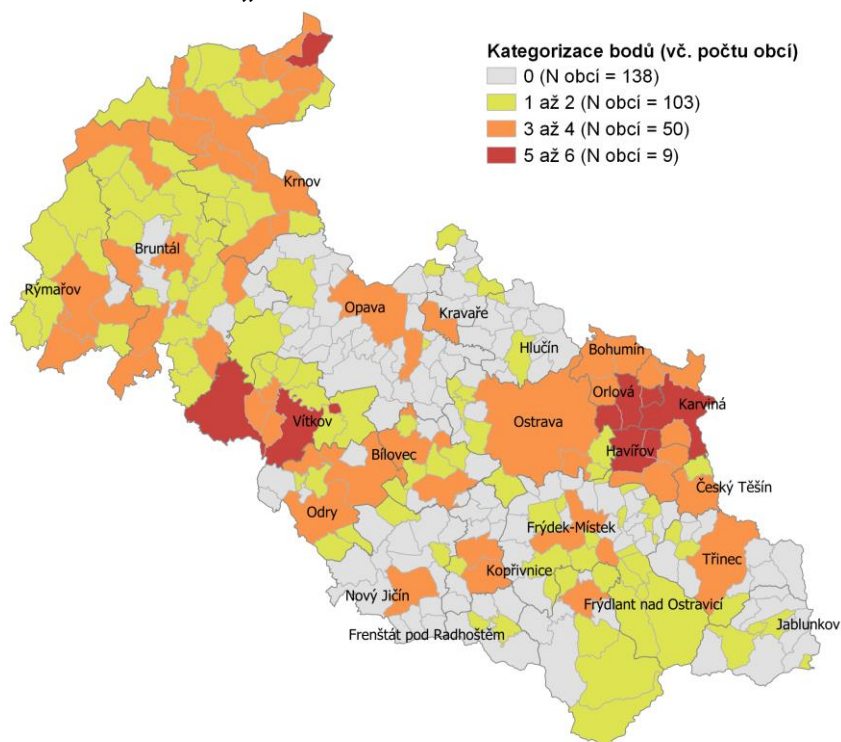 Kategorizace bodů (vč. počtu obcí)
0 (N obcí = 138)
1 až 2 (N obcí = 103)
3 až 4 (N obcí = 50)
5 až 6 (N obcí = 9)
Krnov
Bruntál
Rýmařov
Opava
Kravaře
Hlučín
Bohumín
Orlová
Karviná
Ostrava
Vítkov
Havířov
Bílovec
Český Těšín
Odry
Frýdek-Místek
Třinec
Kopřivnice
Nový Jičín
Frýdlant nad Ostravicí
Jablunkov
Frenštát pod Radhoštěm